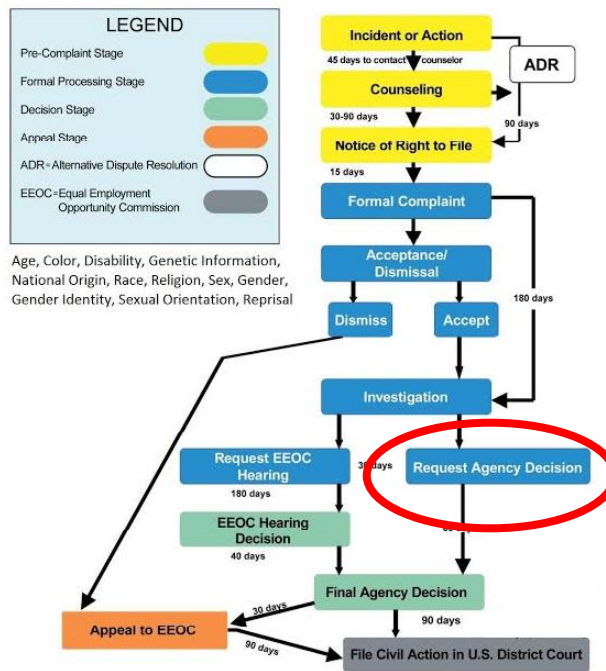 LEGEND
Pre-Complaint Stage
Formal Processing Stage
Decision Stage
Appeal Stage
ADR=Alternative Dispute Resolution
EEOC=Equal Employment
Opportunity Commission
Age, Color, Disability, Genetic Information,
National Origin, Race, Religion, Sex, Gender,
Gender Identity, Sexual Orientation, Reprisal
Incident or Action
45 days to contact counselor
ADR
Counseling
30-90 days
90 days
Notice of Right to File
15 days
Formal Complaint
Acceptance/
Dismissal
180 days
Dismiss
Accept
Investigation
Request EEOC
Hearing
180 days
Request Agency Decision
EEOC Hearing
Decision
40 days
days
Final Agency Decision
30 days
90 days
Appeal to EEOC
90 days
File Civil Action in U.S. District Court